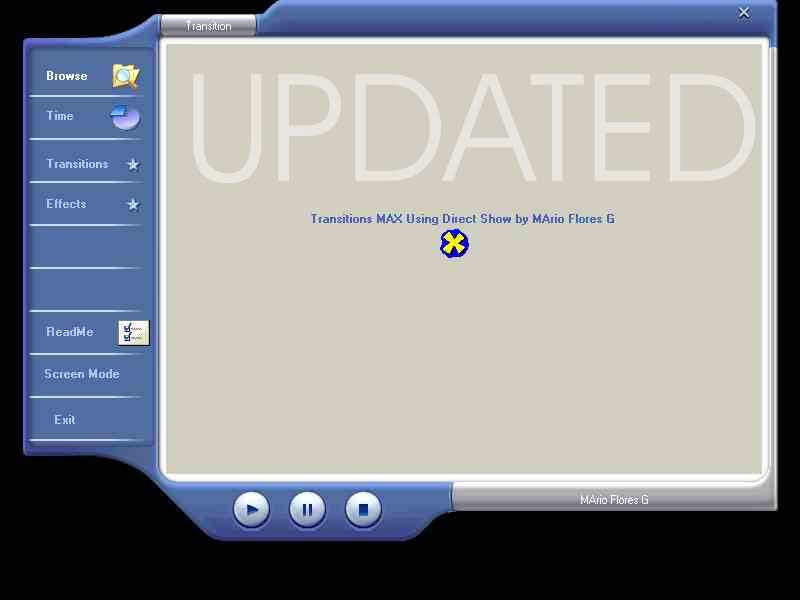 Transition
Browse
Time
Transitions
Effects
ReadMe
Screen Mode
Exit
UPDATED
Transitions MAX Using Direct Show by MArio Flores G
MArio Flores G